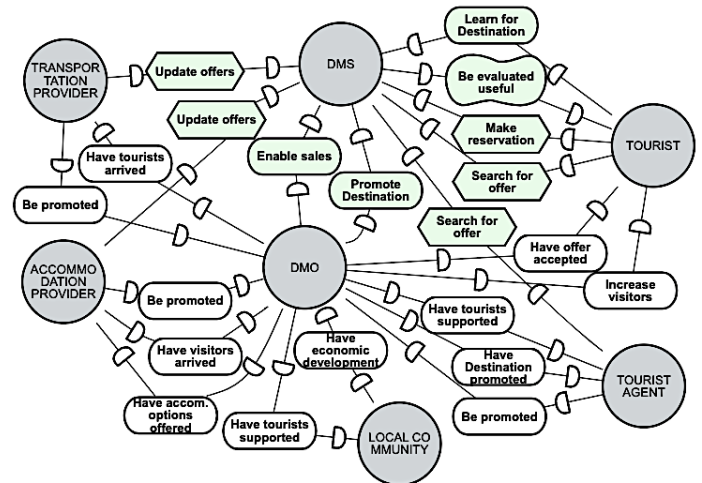 Learn for
Destination
TRANSPOR
TATION
PROVIDER
Update offers
DMS
Be evaluated
useful
Update offers
Make
reservation
TOURIST
Have tourists
arrived
Enable sales
Search for
offer
Be promoted
Promote
Destination
Search for
offer
Have offer
accepted
ACCOMMO
DATION
PROVIDER
DMO
Increase
visitors
Be promoted
Have tourists
supported
Have visitors
arrived
Have
economic
development
Have
Destination
promoted
TOURIST
AGENT
Have accom.
options
offered
Have tourists
supported
Be promoted
LOCAL CO
MMUNITY